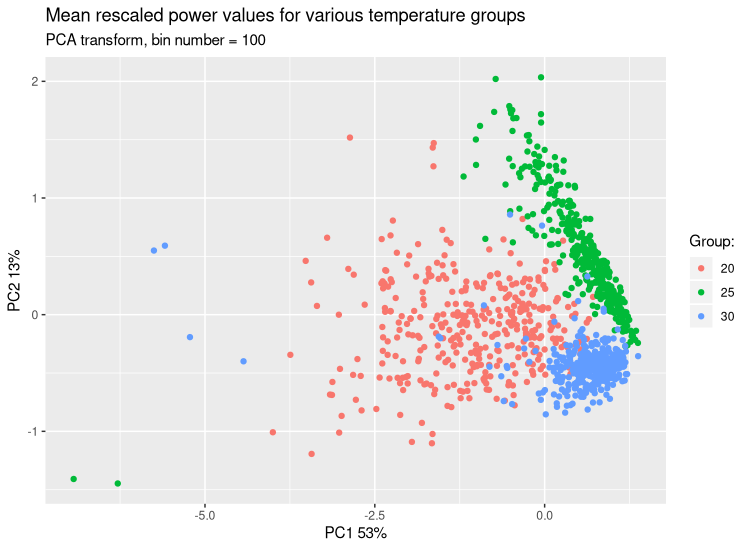 Mean rescaled power values for various temperature groups
PCA transform, bin number = 100
2
1
0
-1
PC2 13%
-5.0
-2.5
0.0
PC1 53%
Group:
20
25
30